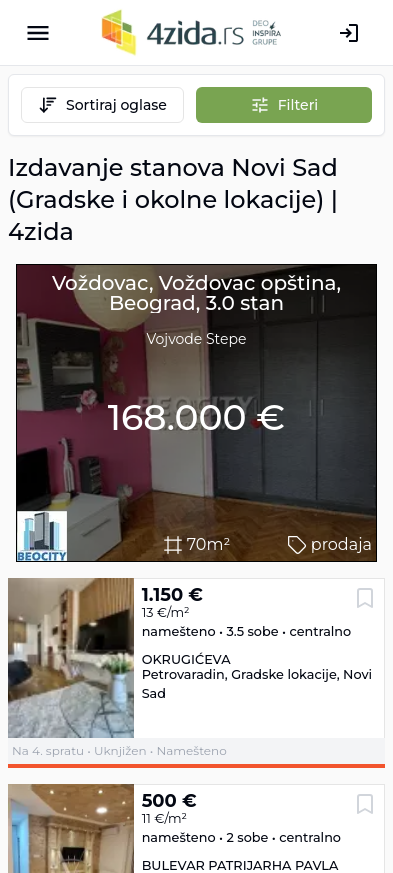 4zida.rs
DEO
INSPIRA
GRUPE
Sortiraj oglase
Filteri
Izdavanje stanova Novi Sad
(Gradske i okolne lokacije) |
4zida
Voždovac, Voždovac opština,
Beograd, 3.0 stan
Vojvode Stepe
BEOCITY
168.000 €
BEOCITY
70m²
prodaja
1.150 €
13 €/m²
namešteno • 3.5 sobe • centralno
OKRUGIĆEVA
Petrovaradin, Gradske lokacije, Novi
Sad
Na 4. spratu • Uknjižen • Namešteno
500 €
11 €/m²
namešteno • 2 sobe • centralno
BULEVAR PATRIJARHA PAVLA